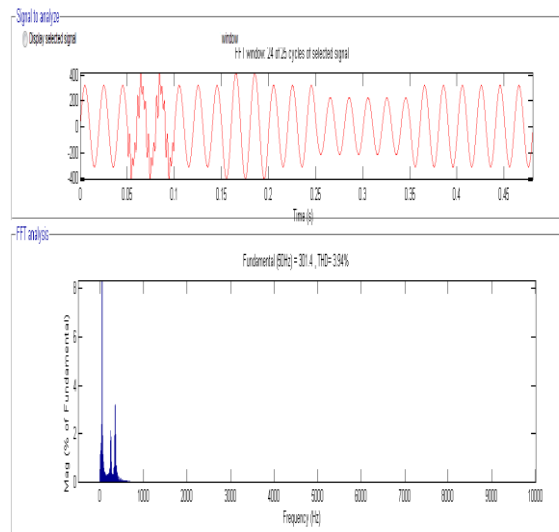 Signal to analyze
Display selected signal
window
FFT window: 24 of 25 cycles of selected signal
400
200
0
-200
-400
0 0.05 0.1 0.15 0.2 0.25 0.3 0.35 0.4 0.45
Time (s)
FFT analysis
Fundamental (50Hz) = 301.4 , THD= 3.94%
8
6
4
2
0
Mag (% of Fundamental)
0 1000 2000 3000 4000 5000 6000 7000 8000 9000 10000
Frequency (Hz)